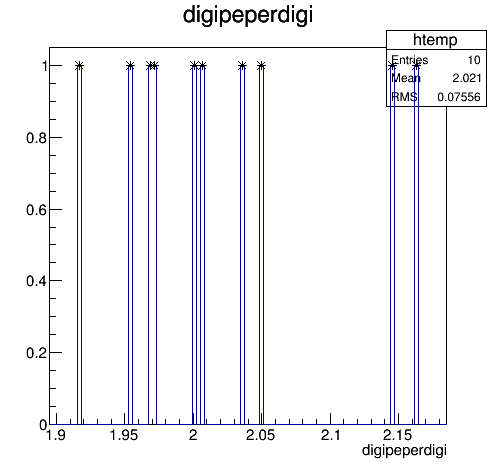 digipeperdigi
htemp
Entries 10
Mean 2.021
RMS 0.07556
1
0.8
0.6
0.4
0.2
0
1.9 1.95 2 2.05 2.1 2.15
digipeperdigi